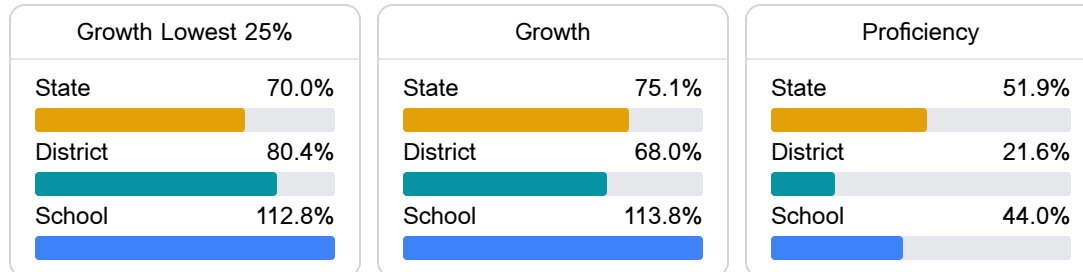 Growth Lowest 25%
State 70.0%
District 80.4%
School 112.8%
Growth
State 75.1%
District 68.0%
School 113.8%
Proficiency
State 51.9%
District 21.6%
School 44.0%